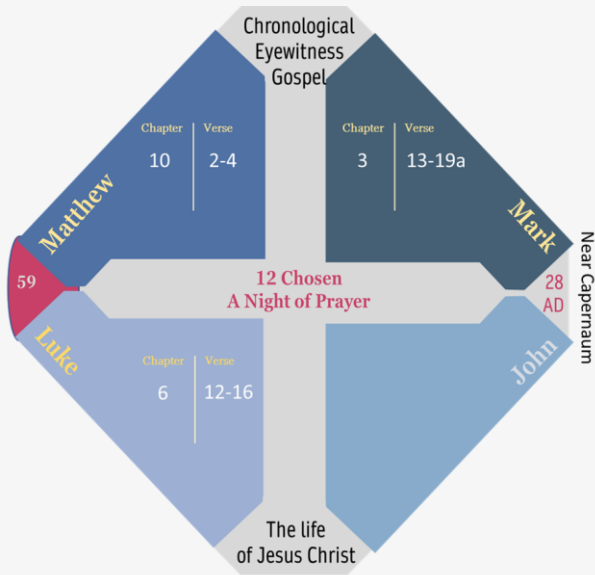 Chronological
Eyewitness
Gospel
Chapter Verse
10 2-4
Matthew
Chapter Verse
3 13-19a
Mark
59
12 Chosen
A Night of Prayer
28
AD
Near Capernaum
Luke
Chapter Verse
6 12-16
John
The life
of Jesus Christ